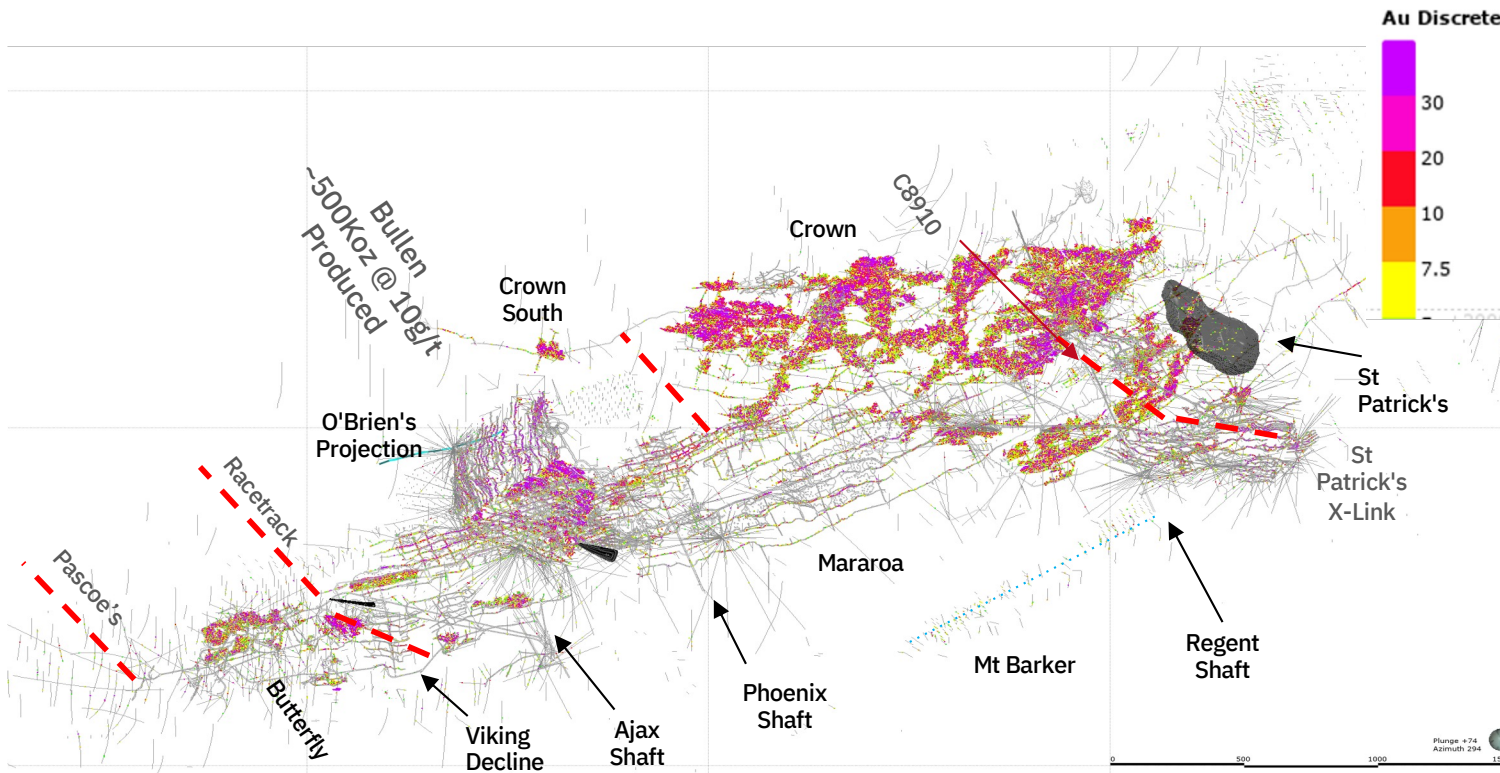 Au Discrete
30
20
10
7.5
~500Koz @ 10g/t
Bullen
Produced
C8910
Crown
Crown
South
O'Brien's
Projection
Racetrack
Pascoe's
St
Patrick's
St
Patrick's
X-Link
Mararoa
Mt Barker
Regent
Shaft
Phoenix
Shaft
Ajax
Shaft
Viking
Decline
Butterfly
Plunge +74
Azimuth 294
0
500
1000